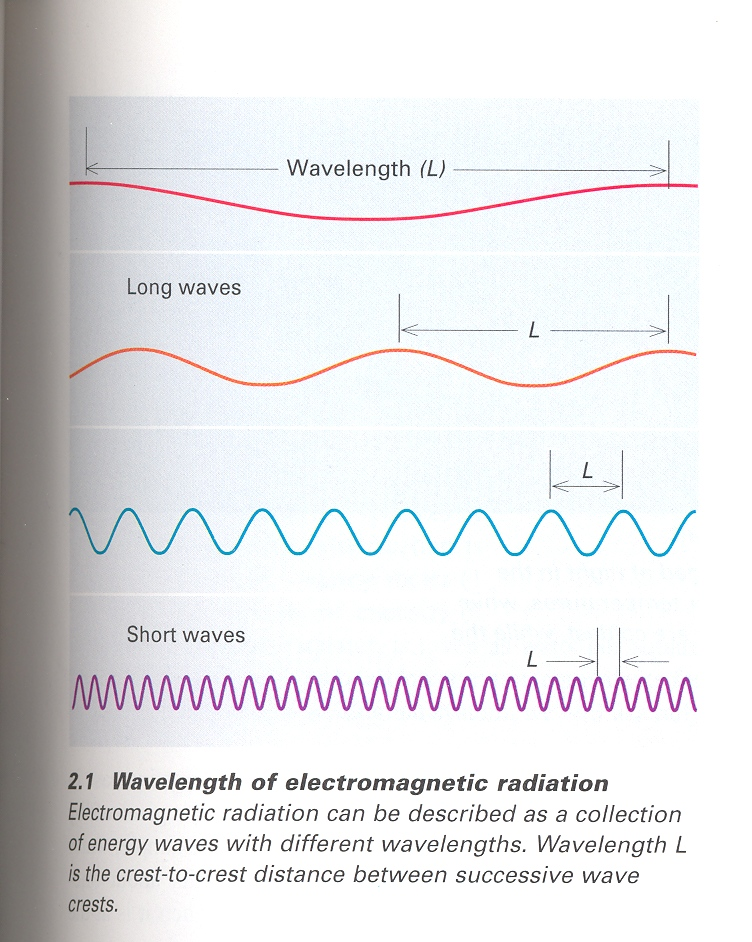 Wavelength (L)
Long waves
L
L
Short waves
L
2.1 Wavelength of electromagnetic radiation
Electromagnetic radiation can be described as a collection
of energy waves with different wavelengths. Wavelength L
is the crest-to-crest distance between successive wave
crests.